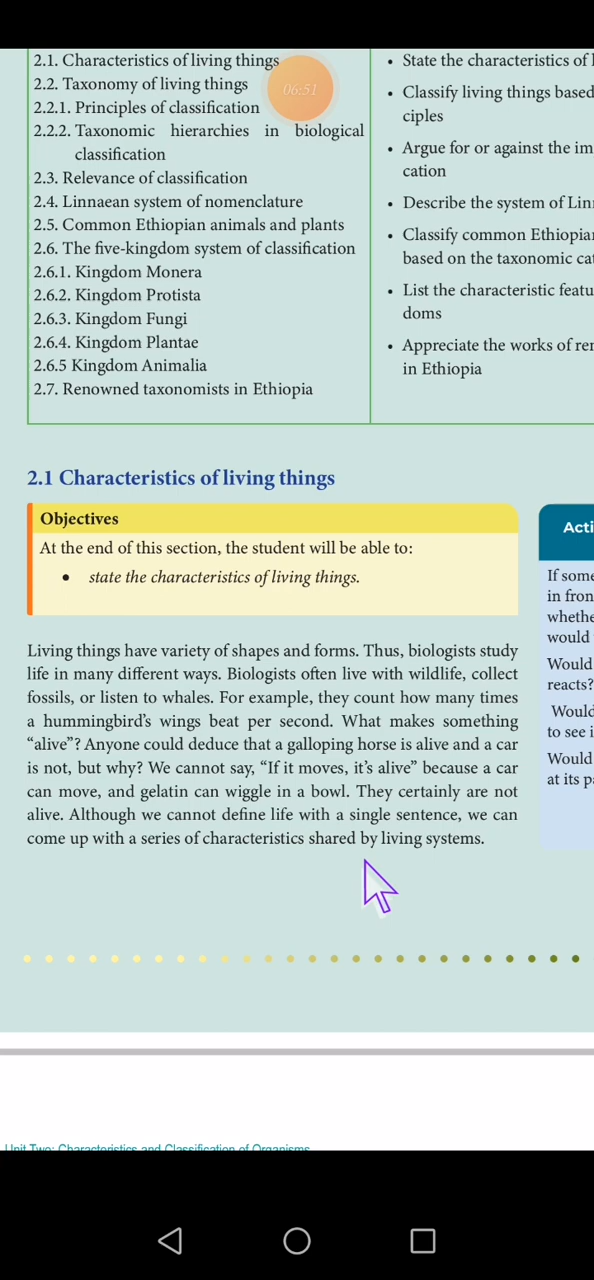 2.1. Characteristics of living things
2.2. Taxonomy of living things
2.2.1. Principles of classification
2.2.2. Taxonomic hierarchies in biological
classification
2.3. Relevance of classification
2.4. Linnaean system of nomenclature
2.5. Common Ethiopian animals and plants
2.6. The five-kingdom system of classification
2.6.1. Kingdom Monera
2.6.2. Kingdom Protista
2.6.3. Kingdom Fungi
2.6.4. Kingdom Plantae
2.6.5 Kingdom Animalia
2.7. Renowned taxonomists in Ethiopia
06:51
• State the characteristics of
• Classify living things based
ciples
• Argue for or against the
cation
• Describe the system of
• Classify common
based on the taxonomic
• List the characteristic
doms
• Appreciate the works of
in Ethiopia
2.1 Characteristics of living things
Objectives
At the end of this section, the student will be able to:
• state the characteristics of living things.
Living things have variety of shapes and forms. Thus, biologists study
life in many different ways. Biologists often live with wildlife, collect
fossils, or listen to whales. For example, they count how many times
a hummingbird’s wings beat per second. What makes something
“alive”? Anyone could deduce that a galloping horse is alive and a car
is not, but why? We cannot say, “If it moves, it’s alive” because a car
can move, and gelatin can wiggle in a bowl. They certainly are not
alive. Although we cannot define life with a single sentence, we can
come up with a series of characteristics shared by living systems.
If
in
would
reacts?
to see
at its
Unit Two: Characteristics and Classification of Organisms